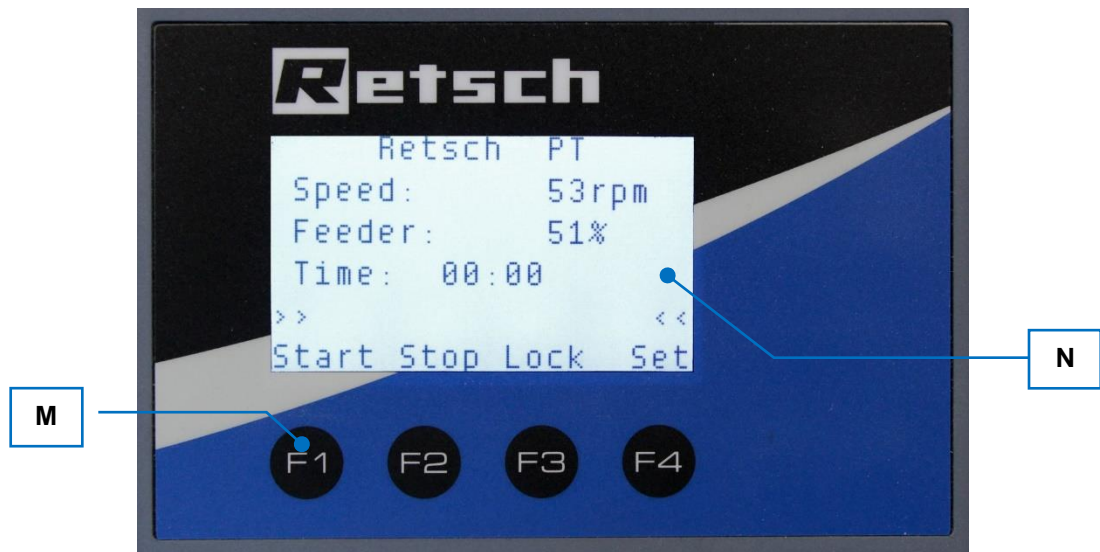 Retsch
Retsch PT
Speed: 53rpm
Feeder: 51%
Time: 00:00
>> <<
Start Stop Lock Set
N
M
F1 F2 F3 F4